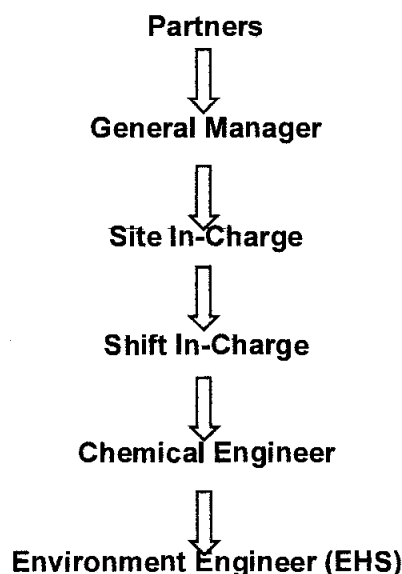 Partners
General Manager
Site In-Charge
Shift In-Charge
Chemical Engineer
Environment Engineer (EHS)